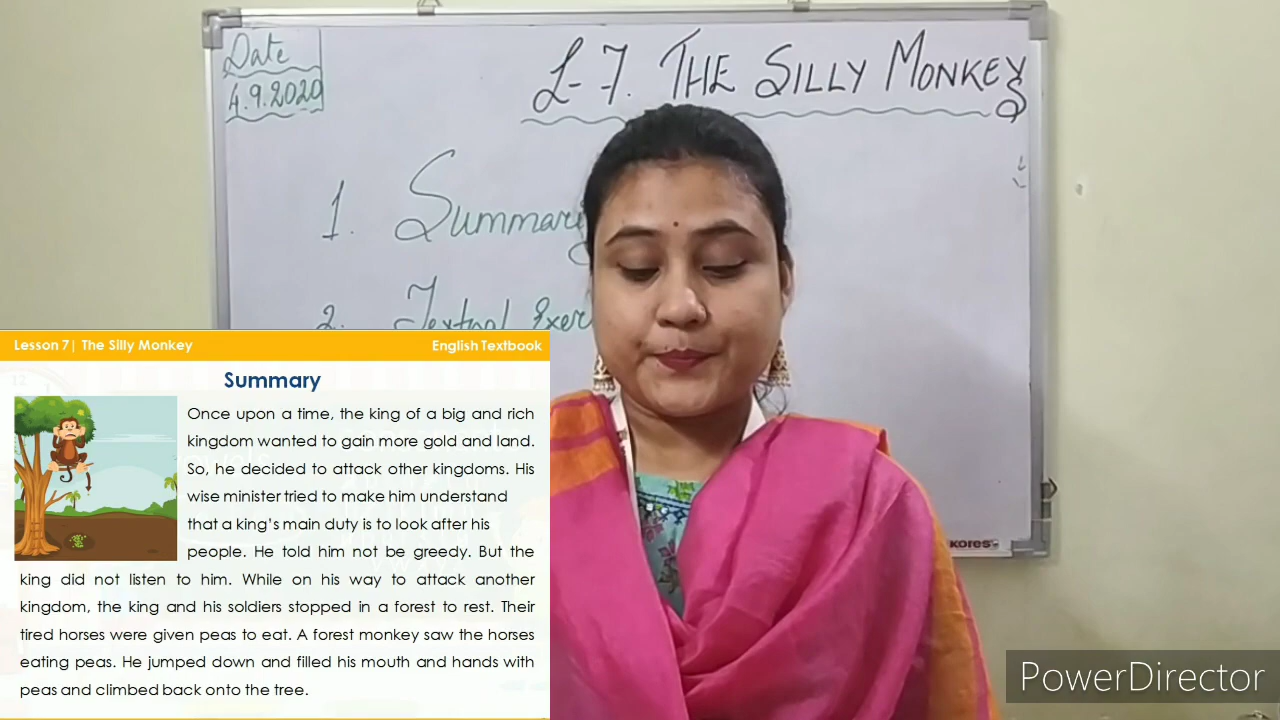 Date
4.9.2020
L-7. THE SILLY MONKEY
1. Summary
2. Textual Exer
Lesson 7| The Silly Monkey
English Textbook
Summary
Once upon a time, the king of a big and rich
kingdom wanted to gain more gold and land.
So, he decided to attack other kingdoms. His
wise minister tried to make him understand
that a king's main duty is to look after his
people. He told him not be greedy. But the
king did not listen to him. While on his way to attack another
kingdom, the king and his soldiers stopped in a forest to rest. Their
tired horses were given peas to eat. A forest monkey saw the horses
eating peas. He jumped down and filled his mouth and hands with
peas and climbed back onto the tree.
KORES
PowerDirector